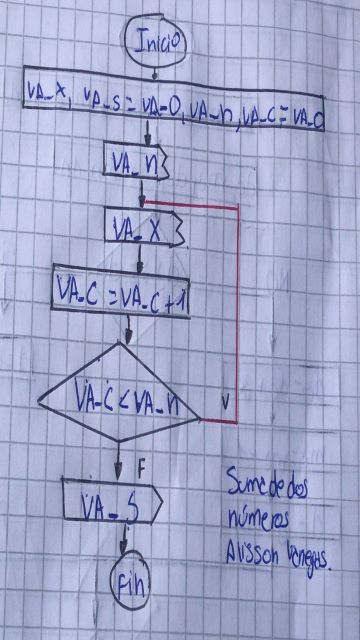 Inicio
VA_x, VA_s=VA_0, VA_n, VA_C=VA_0
VA_n
VA_X
VA_C=VA_C+1
VA_C<VA_n
V
F
VA_S
Fin
Suma de dos
números
Alisson Venegas.